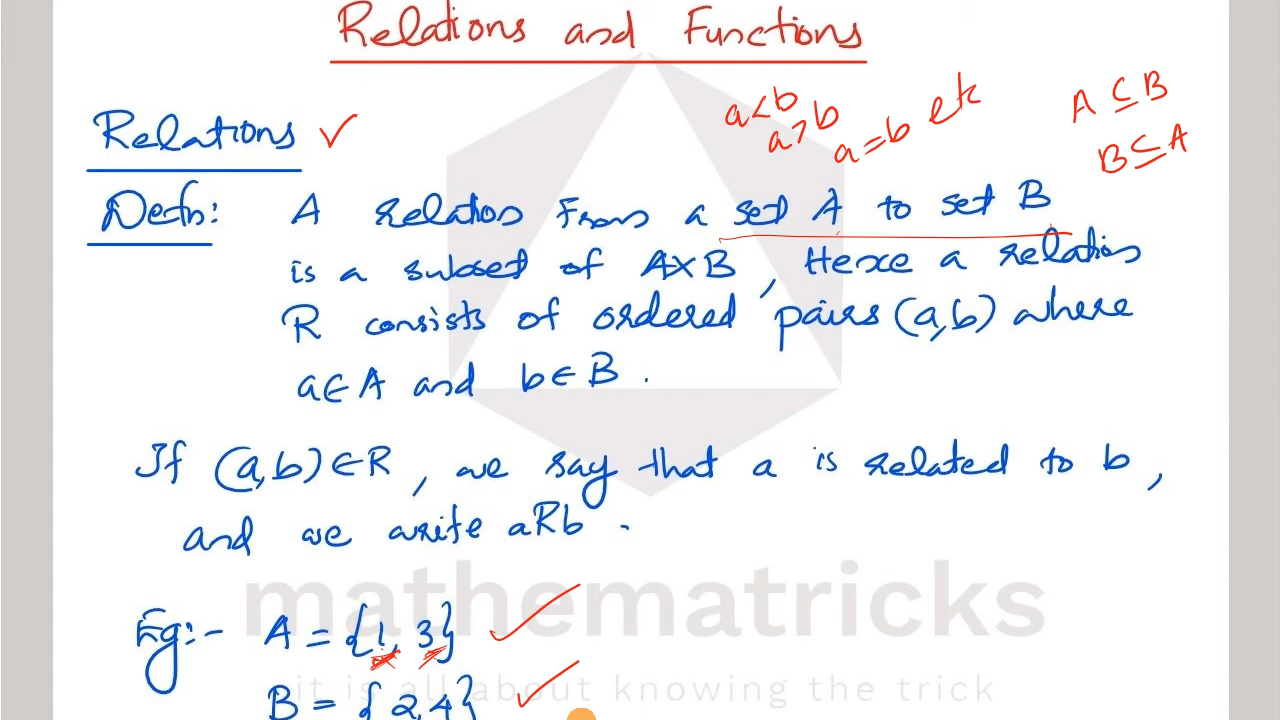 Relations and Functions
a<b
a>b
a=b etc
A ⊆ B
B ⊆ A
Relations ✓
Defn: A relation from a set A to set B
is a subset of A×B, Hence a relation
R consists of ordered pairs (a,b) where
a∈A and b∈B.
If (a,b)∈R, we say that a is related to b,
and we write aRb.
mathematricks
Eg:- A = {1, 3}
it is all about knowing the trick
B = {2,4}